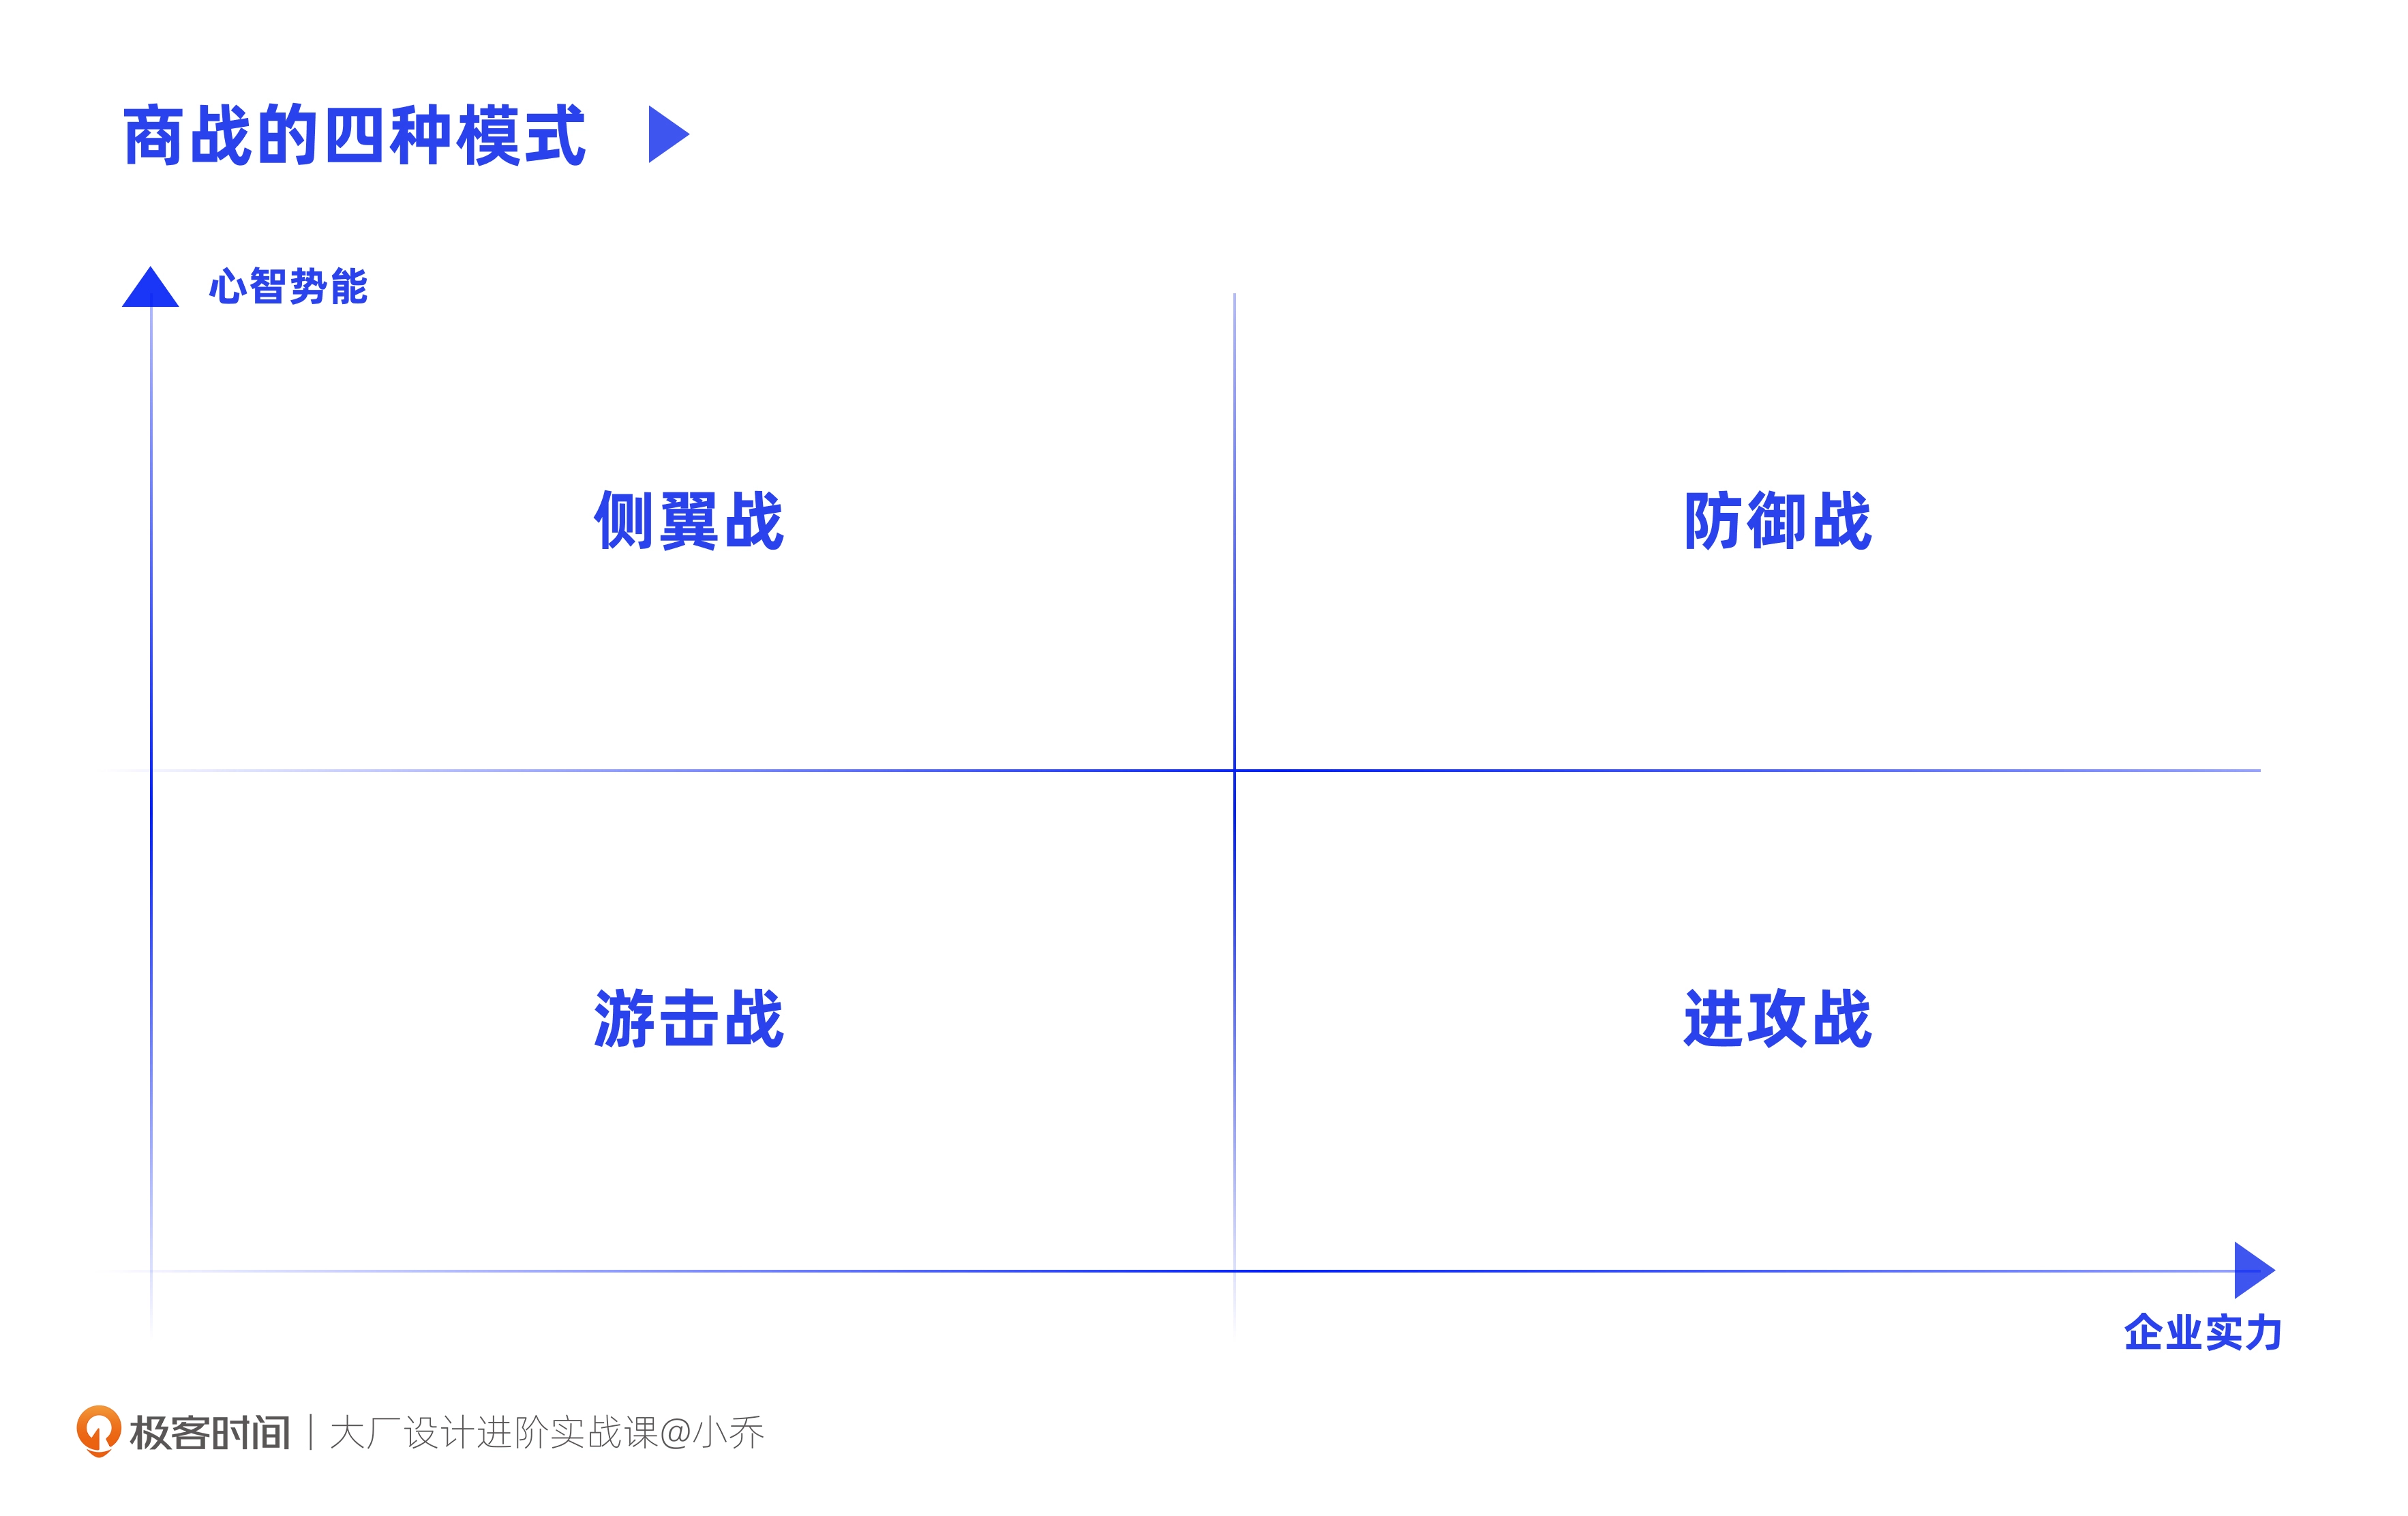 商战的四种模式
心智势能
侧翼战
防御战
游击战
进攻战
企业实力
极客时间 | 大厂设计进阶实战课@小乔